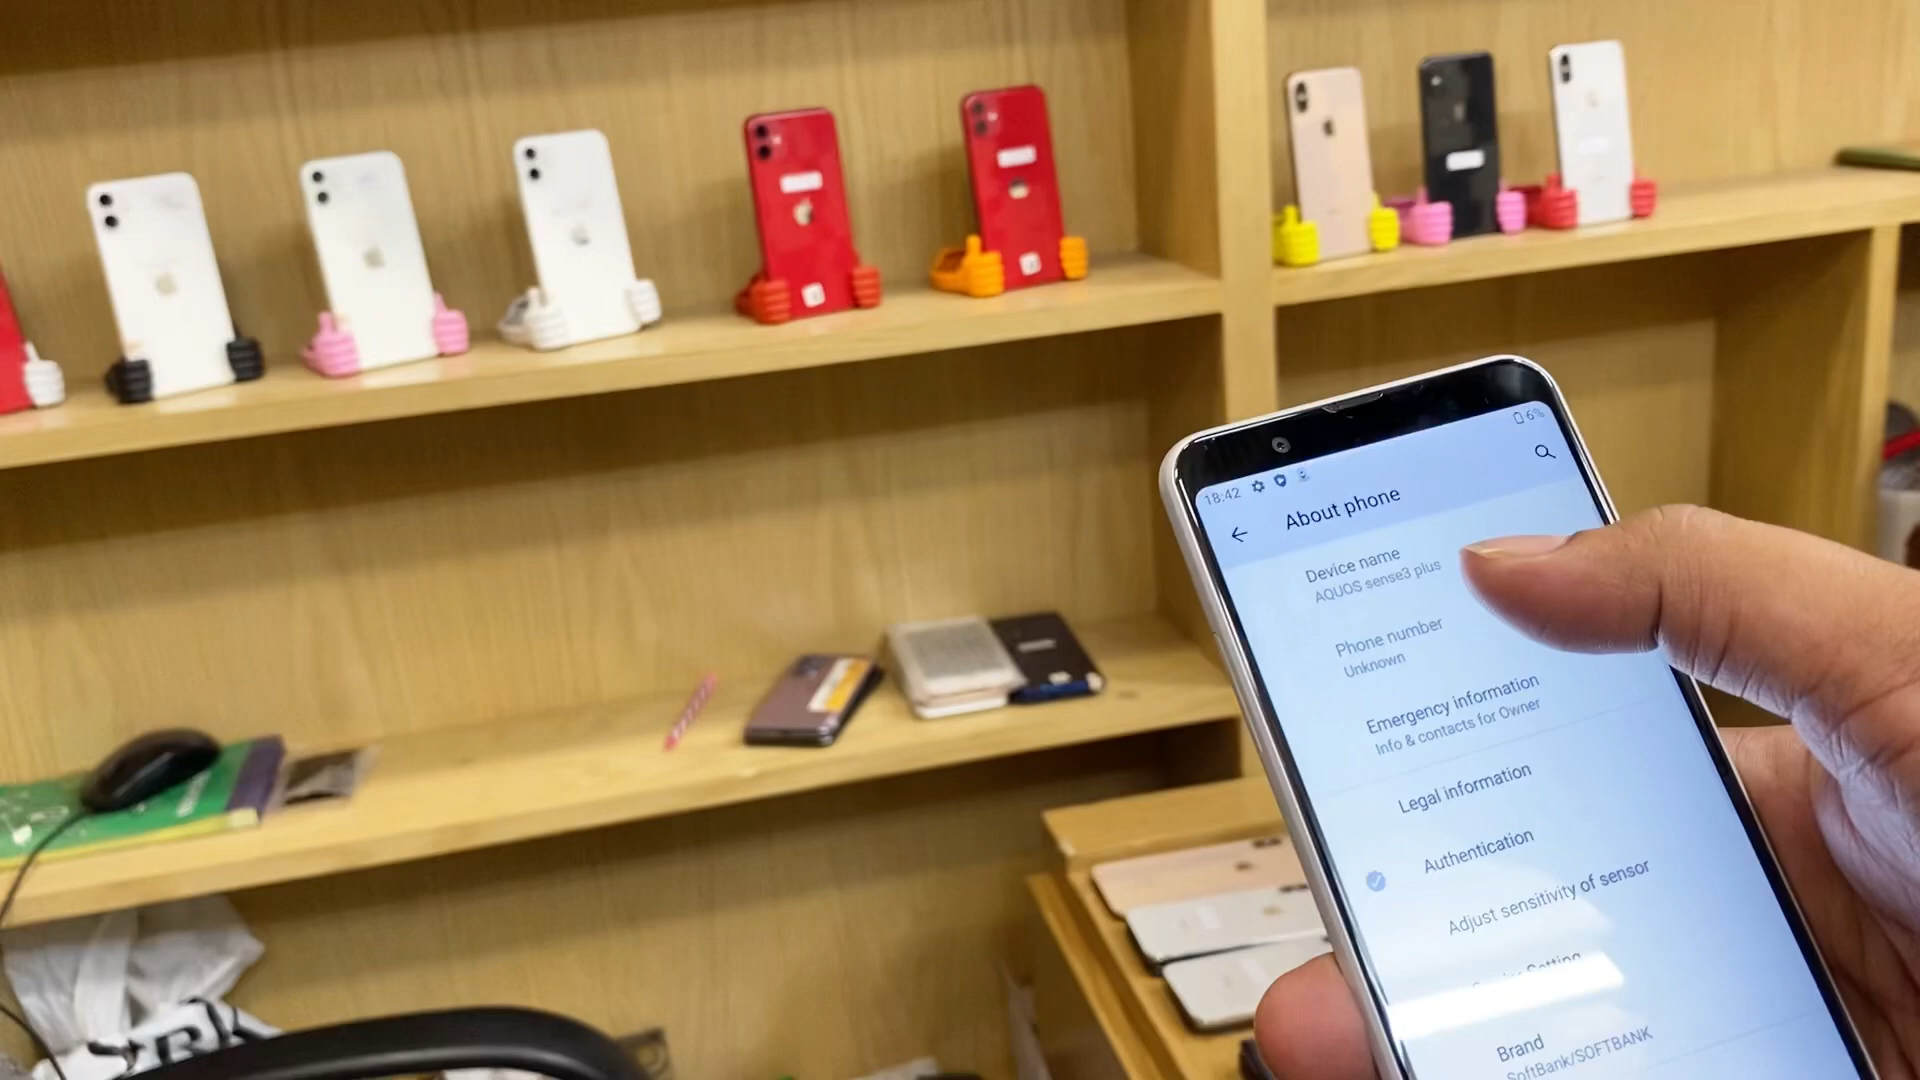 18:42
6%
About phone
Device name
AQUOS sense3 plus
Phone number
Unknown
Emergency information
Info & contacts for Owner
Legal information
Authentication
Adjust sensitivity of sensor
Setting
Brand
SoftBank/SOFTBANK